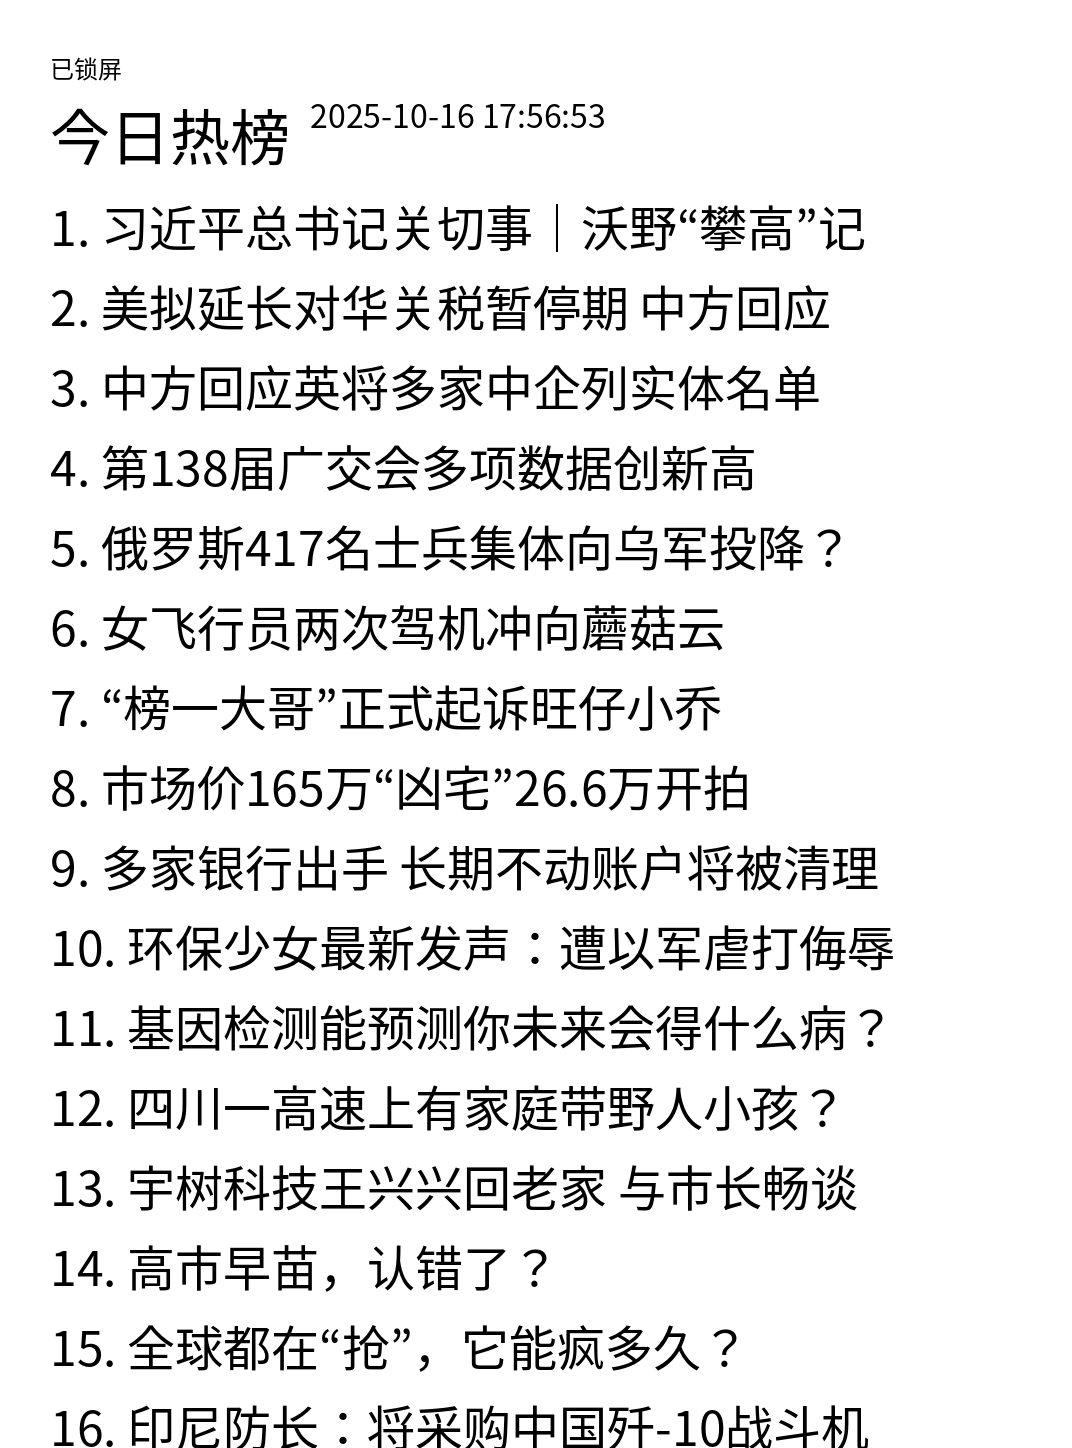 已锁屏
今日热榜 2025-10-16 17:56:53
1. 习近平总书记关切事｜沃野“攀高”记
2. 美拟延长对华关税暂停期 中方回应
3. 中方回应英将多家中企列实体名单
4. 第138届广交会多项数据创新高
5. 俄罗斯417名士兵集体向乌军投降？
6. 女飞行员两次驾机冲向蘑菇云
7. “榜一大哥”正式起诉旺仔小乔
8. 市场价165万“凶宅”26.6万开拍
9. 多家银行出手 长期不动账户将被清理
10. 环保少女最新发声：遭以军虐打侮辱
11. 基因检测能预测你未来会得什么病？
12. 四川一高速上有家庭带野人小孩？
13. 宇树科技王兴兴回老家 与市长畅谈
14. 高市早苗，认错了？
15. 全球都在“抢”，它能疯多久？
16. 印尼防长：将采购中国歼-10战斗机